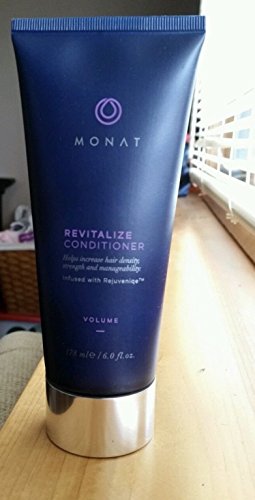 MONAT
REVITALIZE
CONDITIONER
Helps increase hair density,
strength and manageability.
Infused with Rejuveniqe™
VOLUME
178 ml ℮ / 6.0 fl.oz.